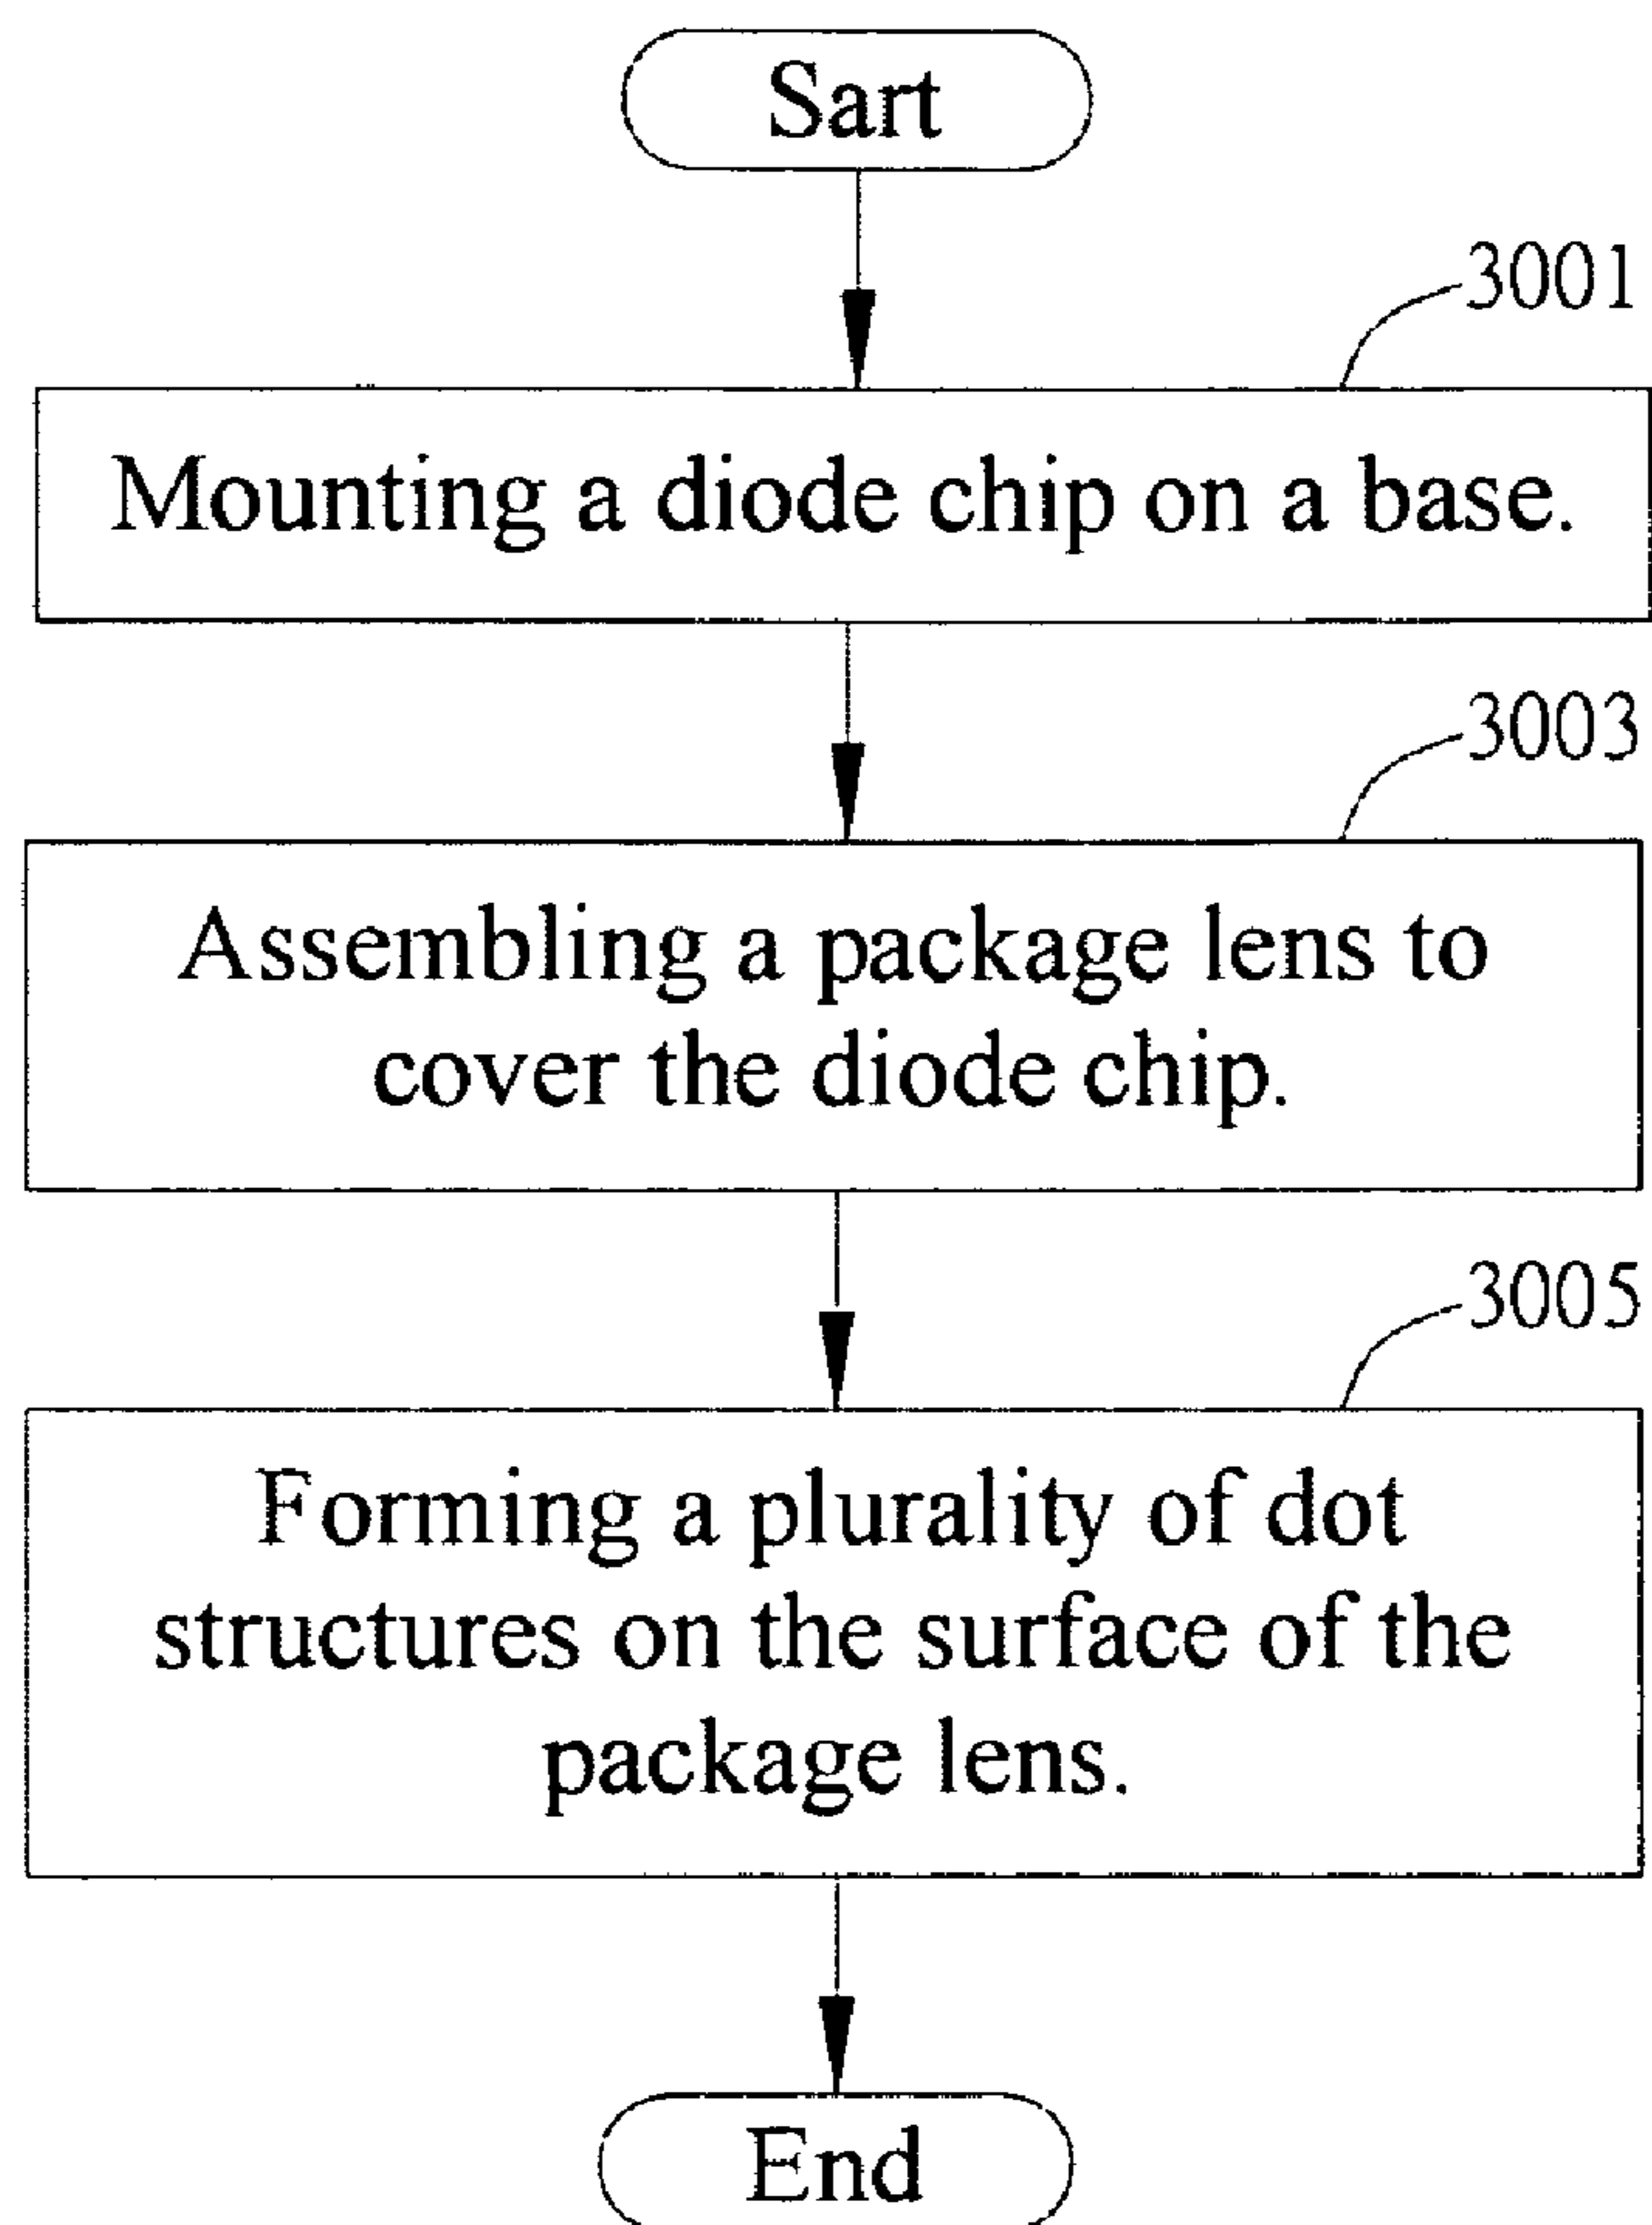 Sart
3001
Mounting a diode chip on a base.
3003
Assembling a package lens to
cover the diode chip.
3005
Forming a plurality of dot
structures on the surface of the
package lens.
End